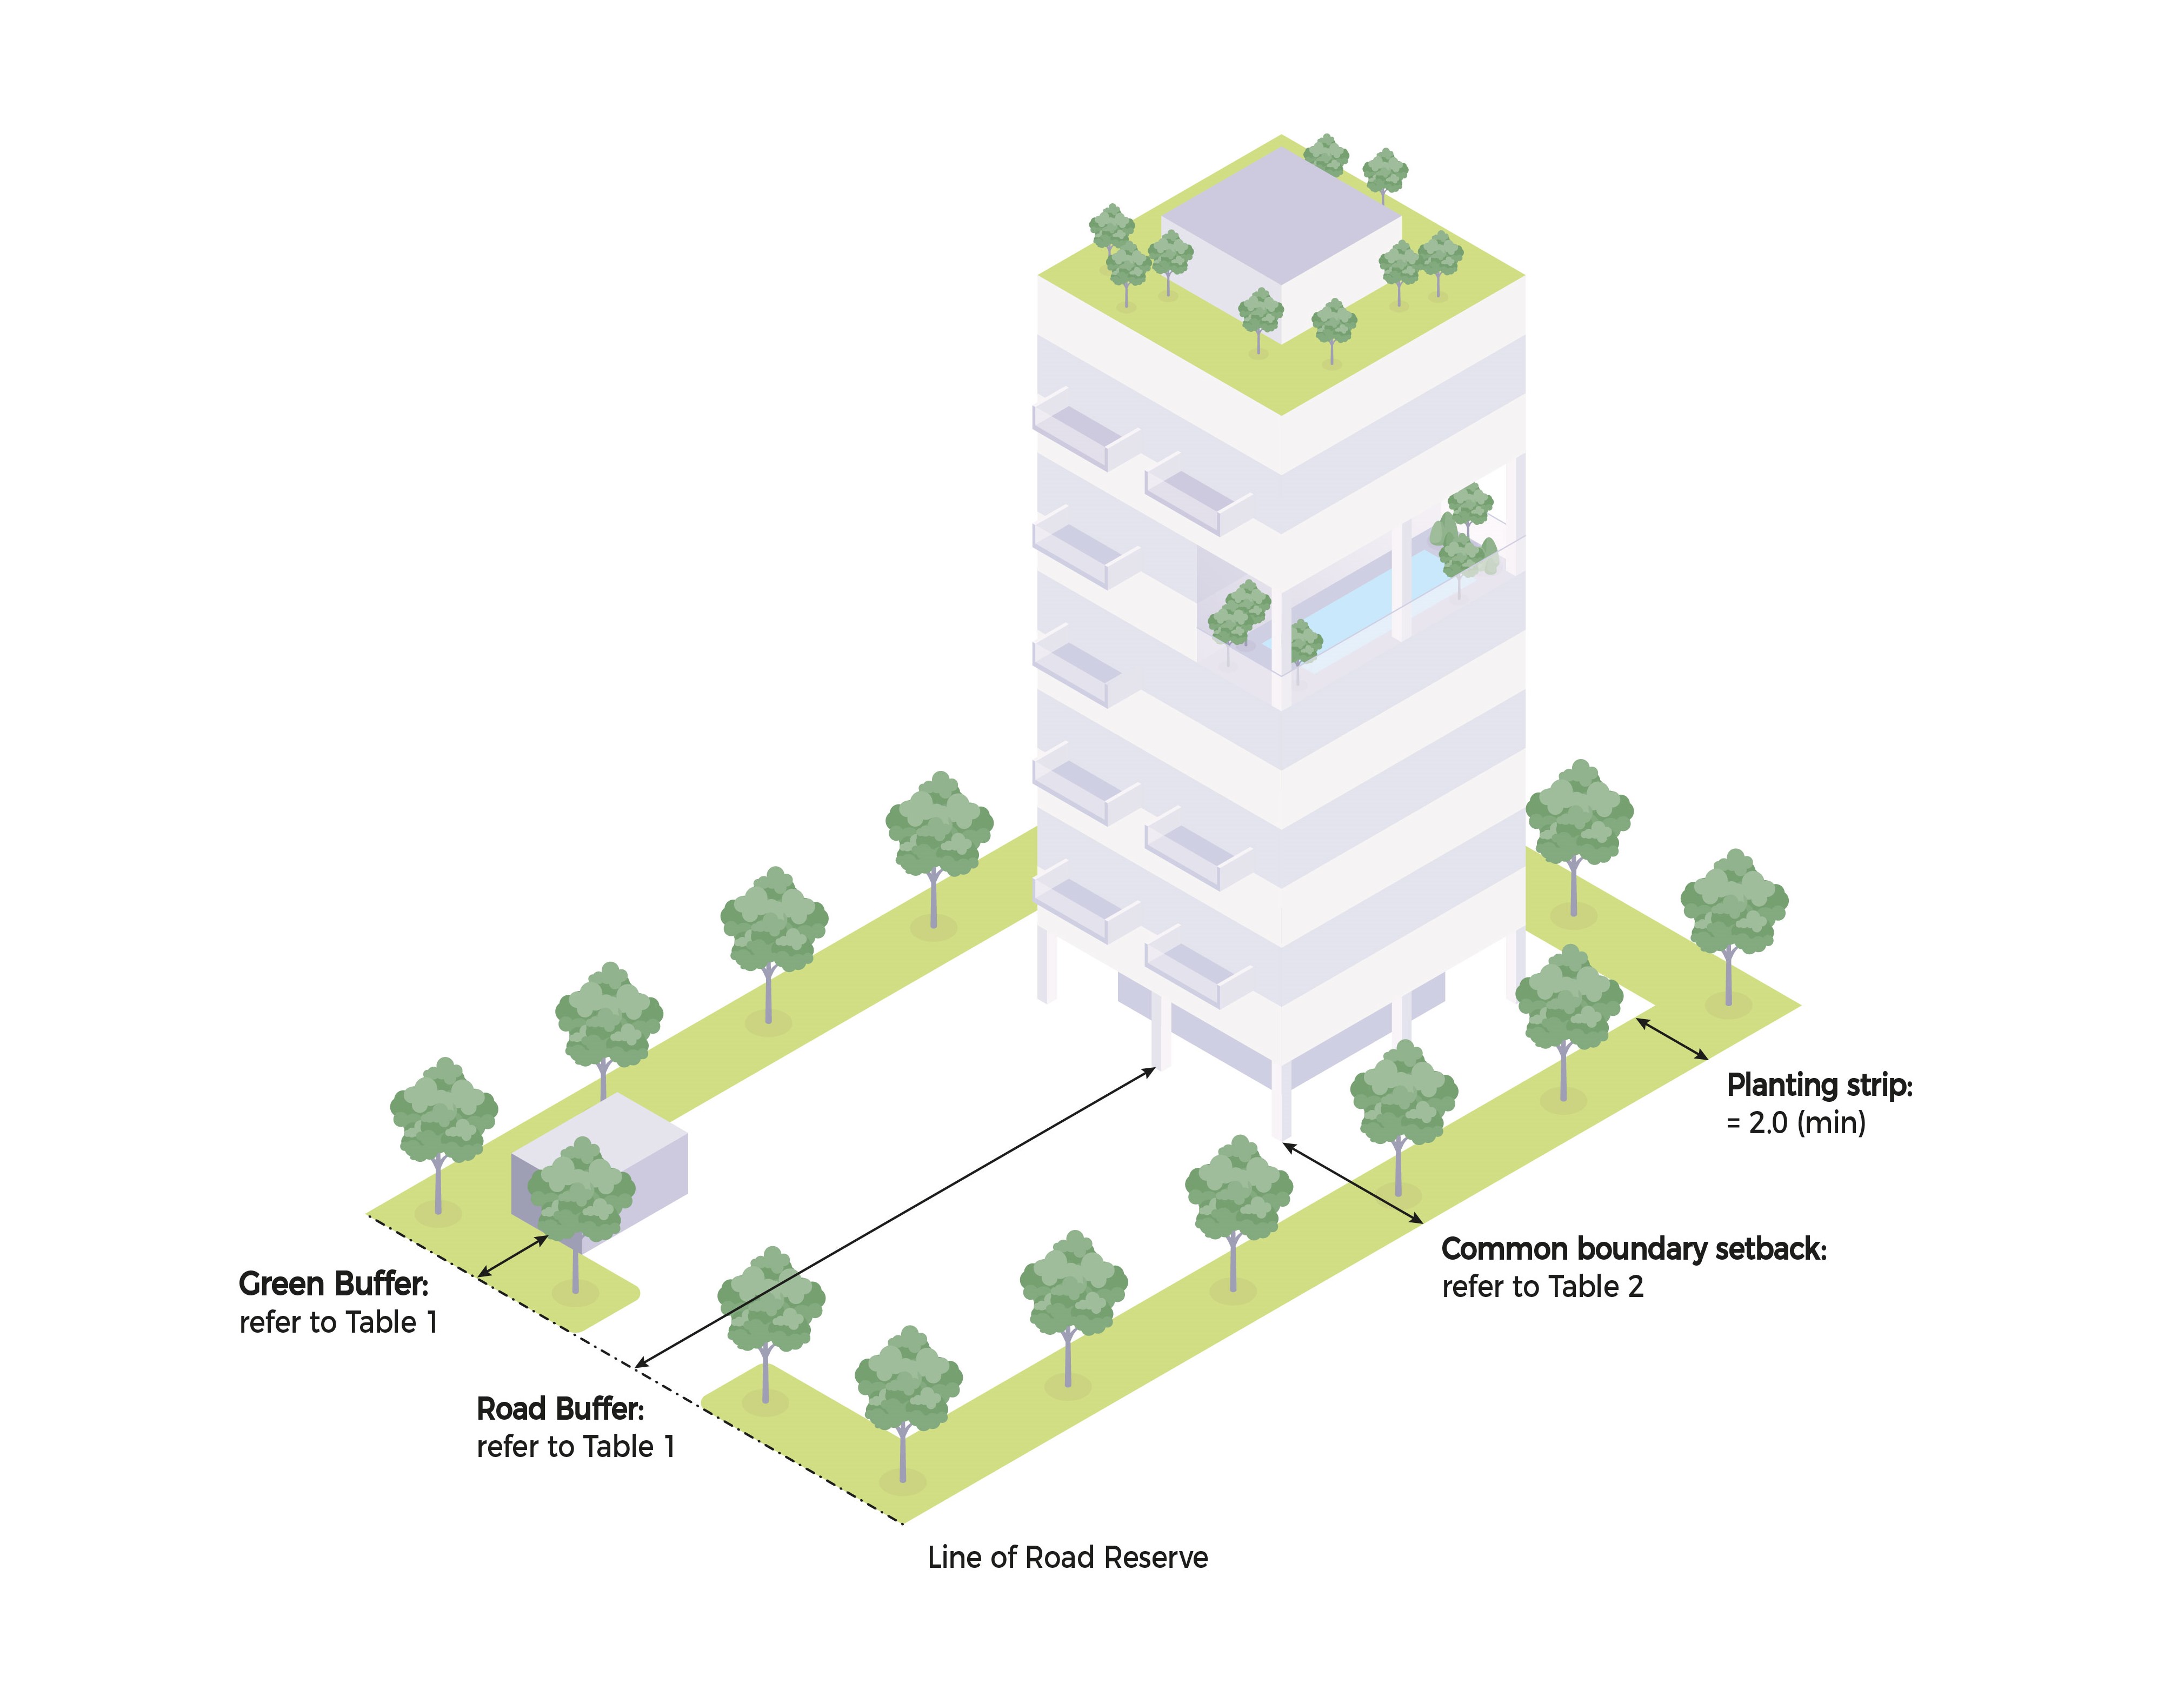 Planting strip:
= 2.0 (min)
Common boundary setback:
refer to Table 2
Green Buffer:
refer to Table 1
Road Buffer:
refer to Table 1
Line of Road Reserve